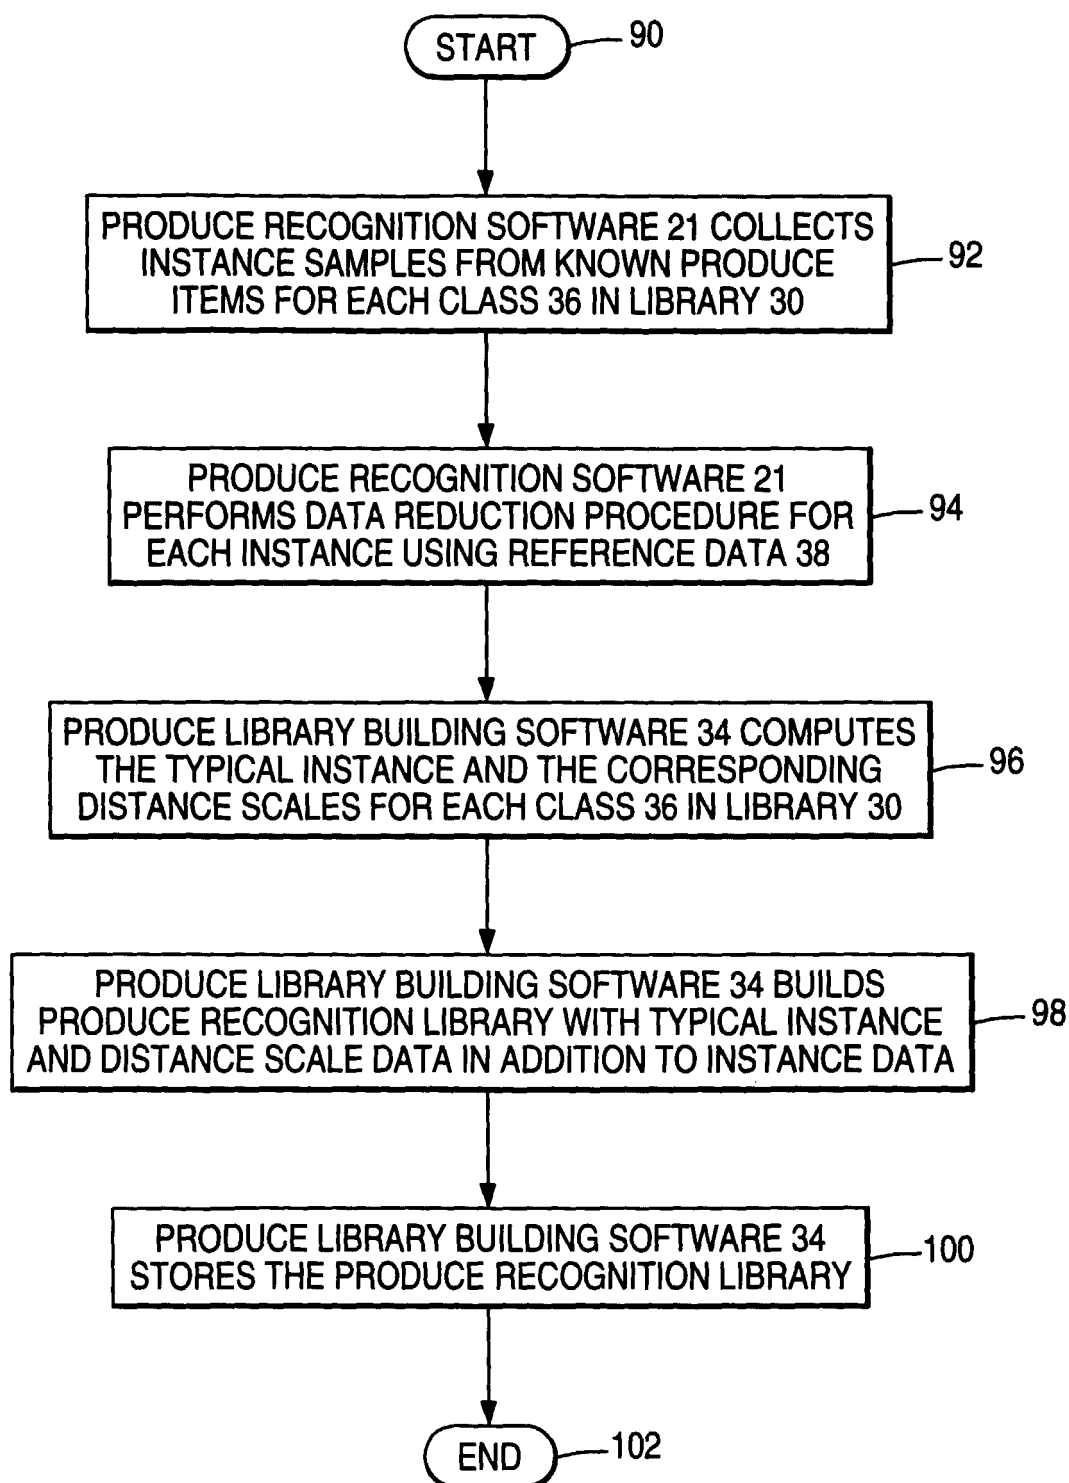 START
90
PRODUCE RECOGNITION SOFTWARE 21 COLLECTS
INSTANCE SAMPLES FROM KNOWN PRODUCE
ITEMS FOR EACH CLASS 36 IN LIBRARY 30
92
PRODUCE RECOGNITION SOFTWARE 21
PERFORMS DATA REDUCTION PROCEDURE FOR
EACH INSTANCE USING REFERENCE DATA 38
94
PRODUCE LIBRARY BUILDING SOFTWARE 34 COMPUTES
THE TYPICAL INSTANCE AND THE CORRESPONDING
DISTANCE SCALES FOR EACH CLASS 36 IN LIBRARY 30
96
PRODUCE LIBRARY BUILDING SOFTWARE 34 BUILDS
PRODUCE RECOGNITION LIBRARY WITH TYPICAL INSTANCE
AND DISTANCE SCALE DATA IN ADDITION TO INSTANCE DATA
98
PRODUCE LIBRARY BUILDING SOFTWARE 34
STORES THE PRODUCE RECOGNITION LIBRARY
100
END
102